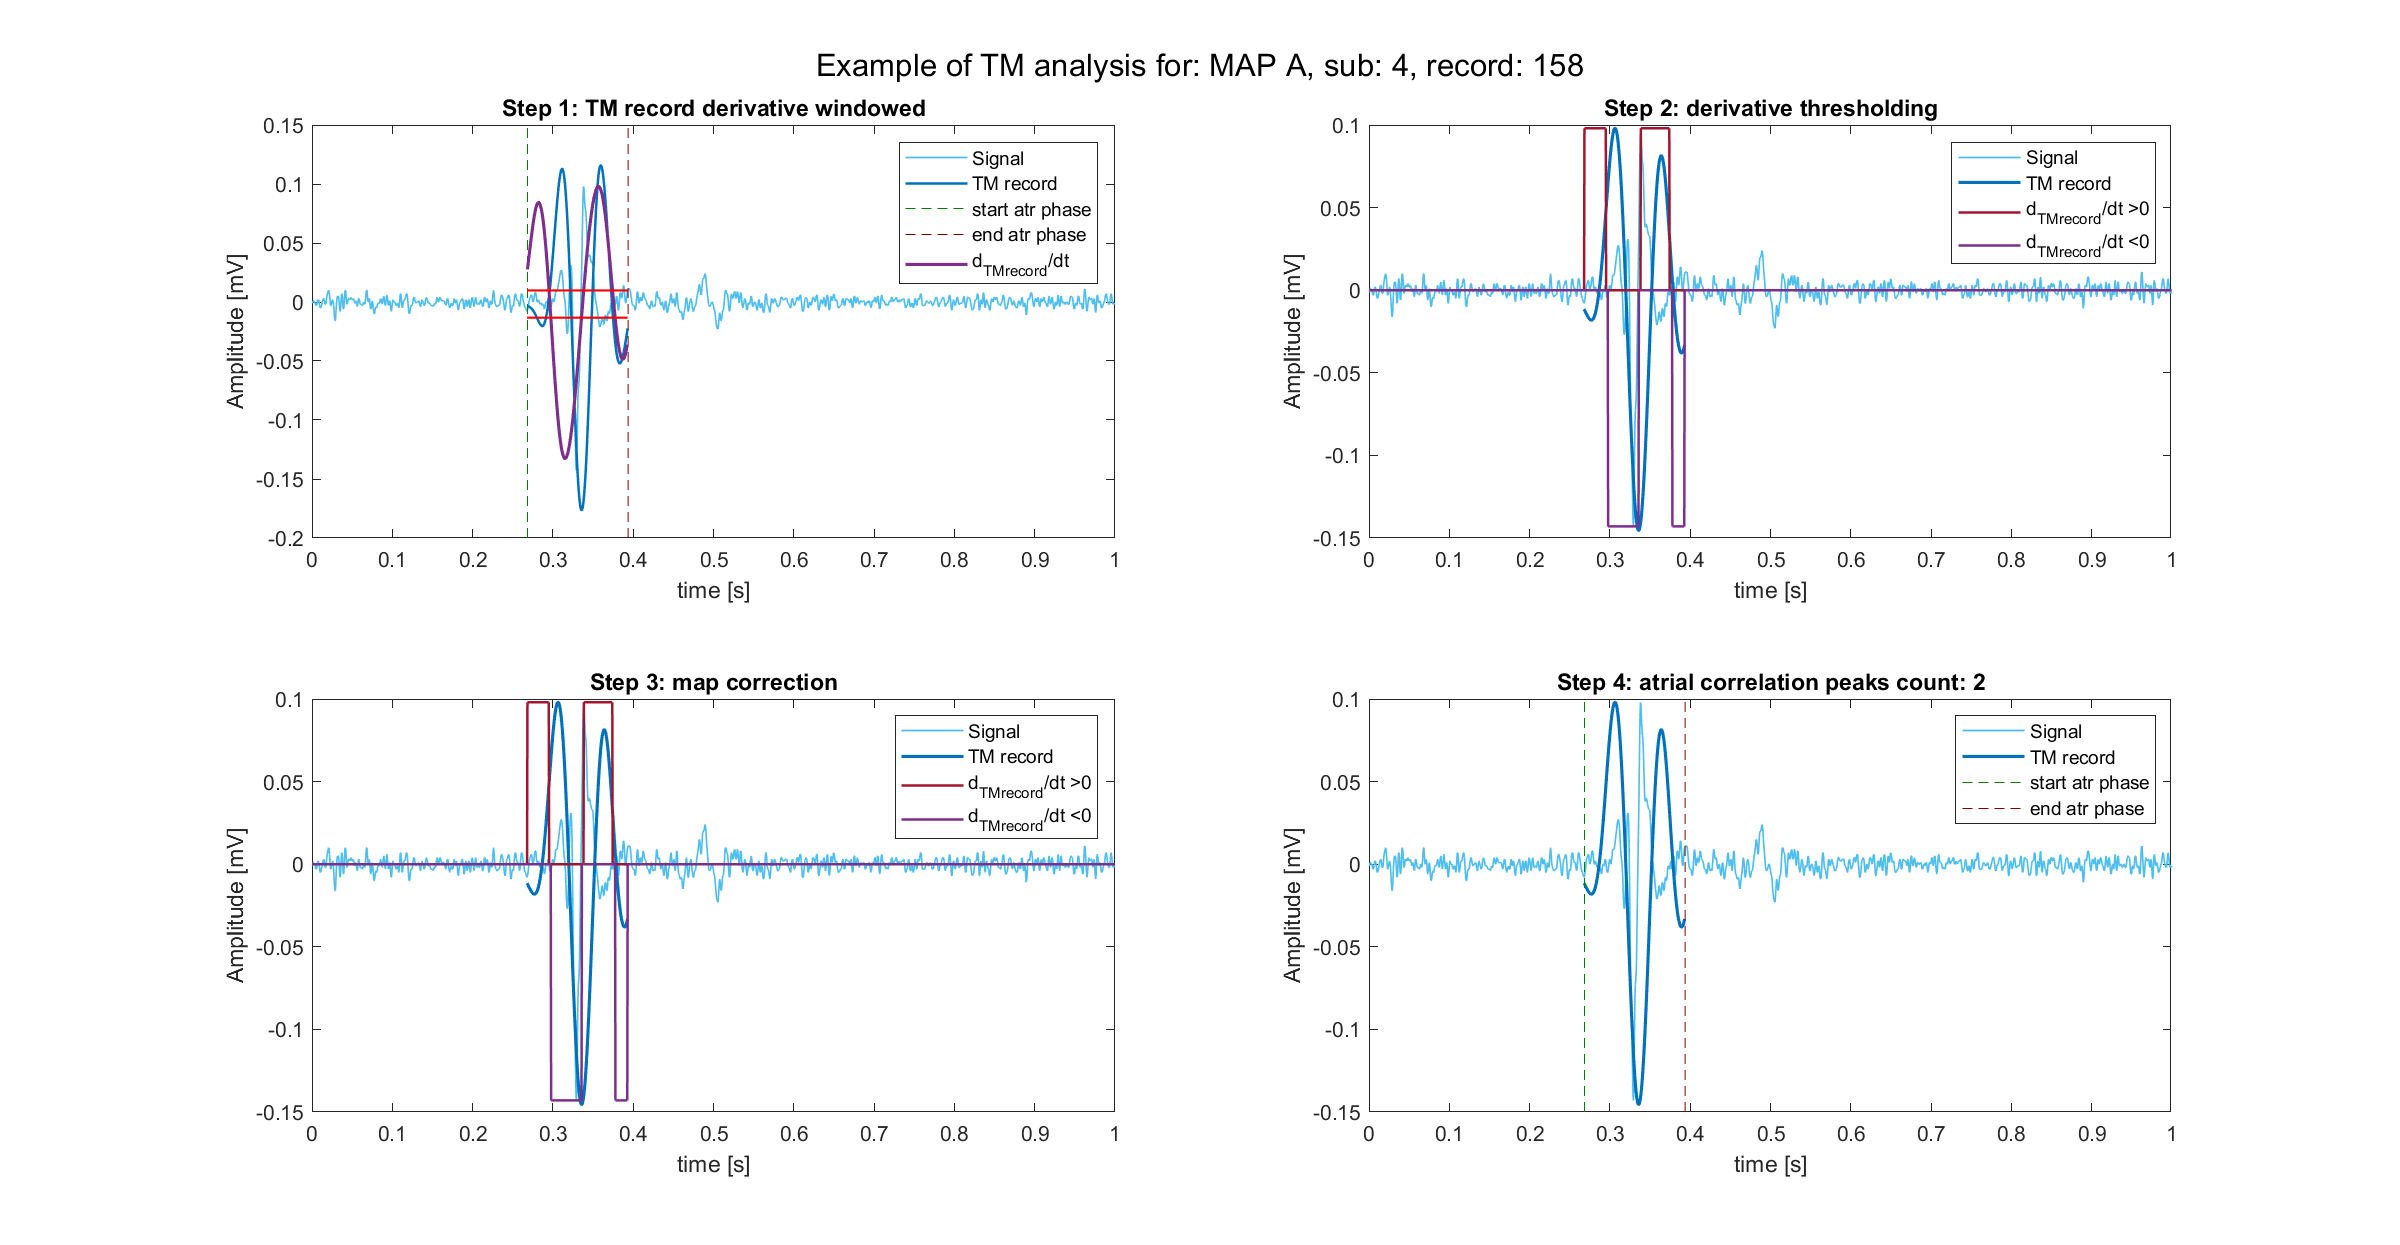 Example of TM analysis for: MAP A, sub: 4, record: 158
Step 1: TM record derivative windowed
0.15
0.1
0.05
0
-0.05
-0.1
-0.15
-0.2
Amplitude [mV]
0 0.1 0.2 0.3 0.4 0.5 0.6 0.7 0.8 0.9 1
time [s]
Signal
TM record
start atr phase
end atr phase
dTMrecord/dt
Step 2: derivative thresholding
0.1
0.05
0
-0.05
-0.1
-0.15
Amplitude [mV]
0 0.1 0.2 0.3 0.4 0.5 0.6 0.7 0.8 0.9 1
time [s]
Signal
TM record
dTMrecord/dt >0
dTMrecord/dt <0
Step 3: map correction
0.1
0.05
0
-0.05
-0.1
-0.15
Amplitude [mV]
0 0.1 0.2 0.3 0.4 0.5 0.6 0.7 0.8 0.9 1
time [s]
Signal
TM record
dTMrecord/dt >0
dTMrecord/dt <0
Step 4: atrial correlation peaks count: 2
0.1
0.05
0
-0.05
-0.1
-0.15
Amplitude [mV]
0 0.1 0.2 0.3 0.4 0.5 0.6 0.7 0.8 0.9 1
time [s]
Signal
TM record
start atr phase
end atr phase